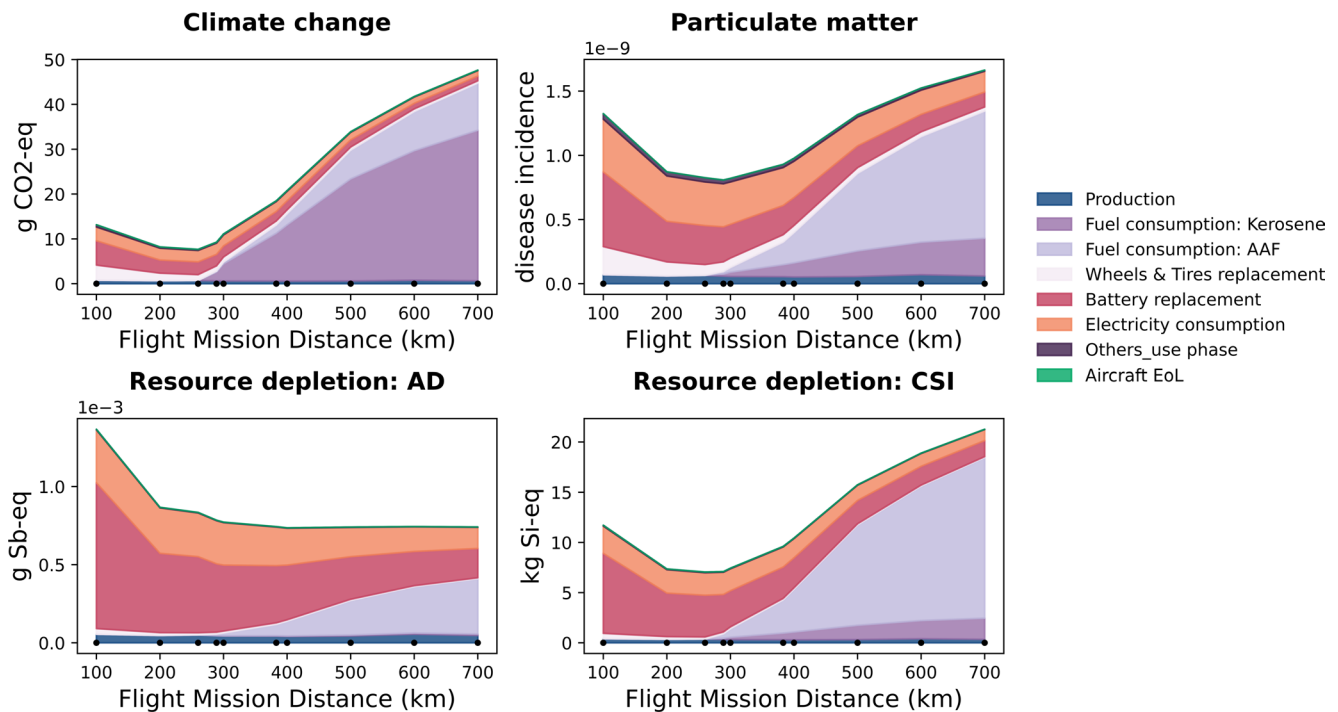 Climate change
g CO2-eq
50
40
30
20
10
0
100 200 300 400 500 600 700
Flight Mission Distance (km)
Particulate matter
1e−9
disease incidence
1.5
1.0
0.5
0.0
100 200 300 400 500 600 700
Flight Mission Distance (km)
Production
Fuel consumption: Kerosene
Fuel consumption: AAF
Wheels & Tires replacement
Battery replacement
Electricity consumption
Others_use phase
Aircraft EoL
Resource depletion: AD
1e−3
g Sb-eq
1.0
0.5
0.0
100 200 300 400 500 600 700
Flight Mission Distance (km)
Resource depletion: CSI
kg Si-eq
20
15
10
5
0
100 200 300 400 500 600 700
Flight Mission Distance (km)